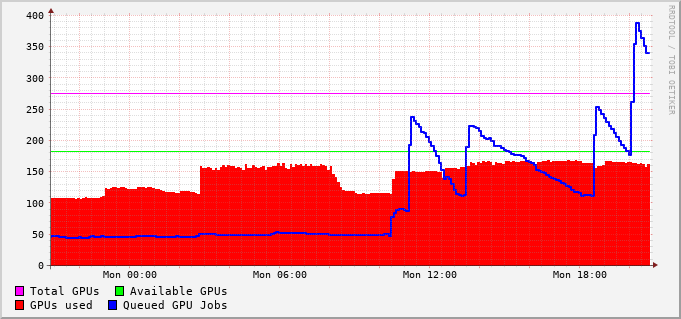 RRDTOOL / TOBI OETIKER
400
350
300
250
200
150
100
50
0
Mon 00:00 Mon 06:00 Mon 12:00 Mon 18:00
Total GPUs Available GPUs
GPUs used Queued GPU Jobs